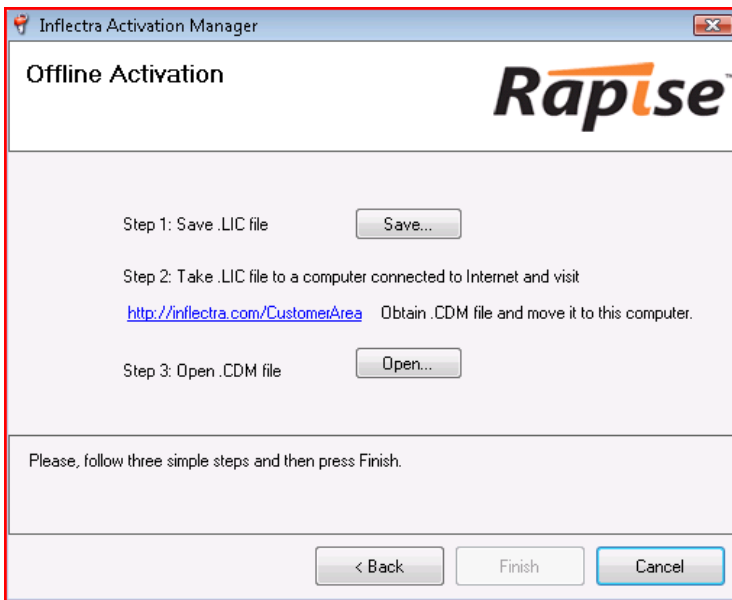 Inflectra Activation Manager
Offline Activation
Rapise™
Step 1: Save .LIC file
Save...
Step 2: Take .LIC file to a computer connected to Internet and visit
http://inflectra.com/CustomerArea Obtain .CDM file and move it to this computer.
Step 3: Open .CDM file
Open...
Please, follow three simple steps and then press Finish.
< Back
Finish
Cancel